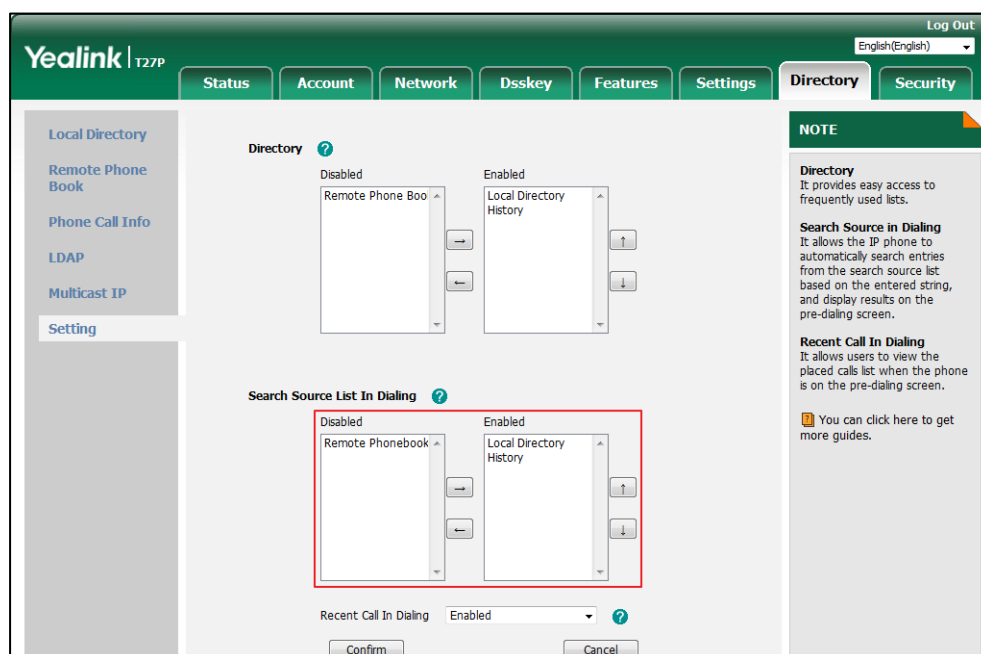 Log Out
Yealink T27P
English(English)
Status Account Network Dsskey Features Settings Directory Security
Local Directory
Remote Phone
Book
Phone Call Info
LDAP
Multicast IP
Setting
Directory ?
Disabled Enabled
Remote Phone Boo Local Directory
History
→ ↑
← ↓
Search Source List In Dialing ?
Disabled Enabled
Remote Phonebook Local Directory
History
→ ↑
← ↓
Recent Call In Dialing Enabled ?
Confirm Cancel
NOTE
Directory
It provides easy access to
frequently used lists.
Search Source in Dialing
It allows the IP phone to
automatically search entries
from the search source list
based on the entered string,
and display results on the
pre-dialing screen.
Recent Call In Dialing
It allows users to view the
placed calls list when the phone
is on the pre-dialing screen.
? You can click here to get
more guides.